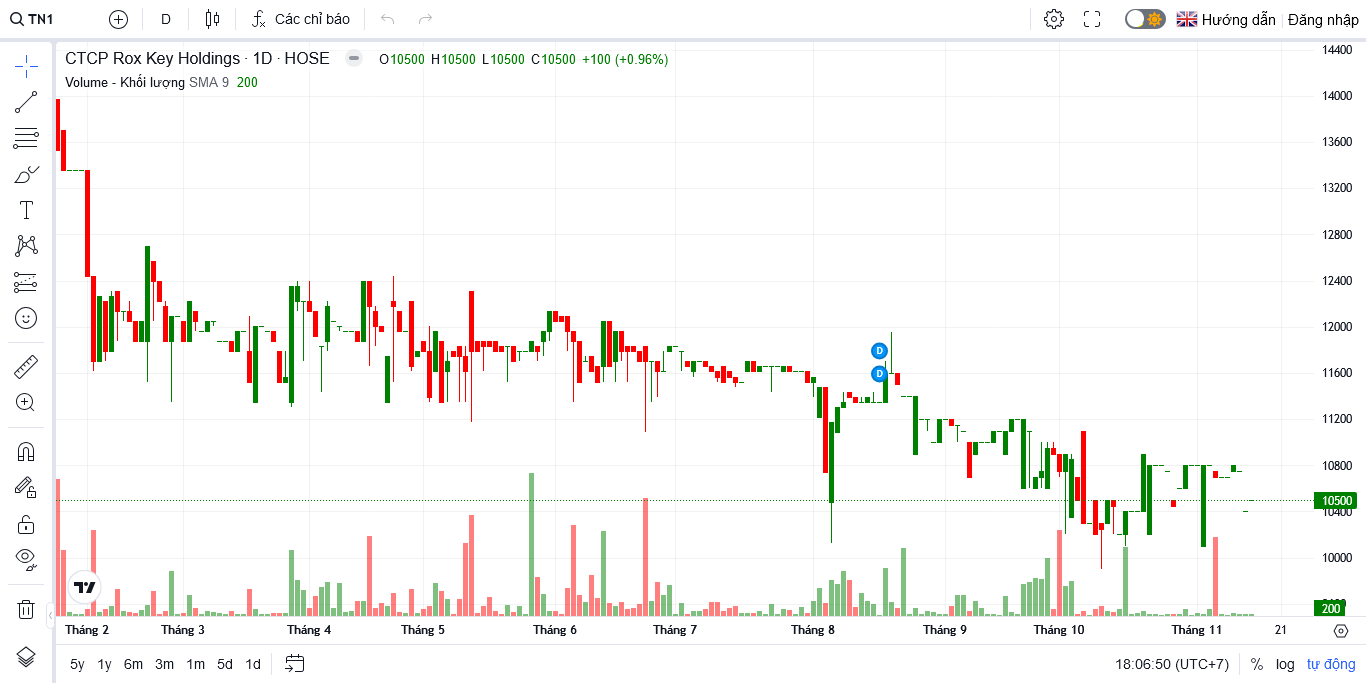 TN1 D Các chỉ báo Hướng dẫn Đăng nhập
CTCP Rox Key Holdings · 1D · HOSE O10500 H10500 L10500 C10500 +100 (+0.96%)
Volume - Khối lượng SMA 9 200
14400
14000
13600
13200
12800
12400
12000
11600
11200
10800
10500
10400
10000
200
D
D
Tháng 2 Tháng 3 Tháng 4 Tháng 5 Tháng 6 Tháng 7 Tháng 8 Tháng 9 Tháng 10 Tháng 11 21
5y 1y 6m 3m 1m 5d 1d 18:06:50 (UTC+7) % log tự động